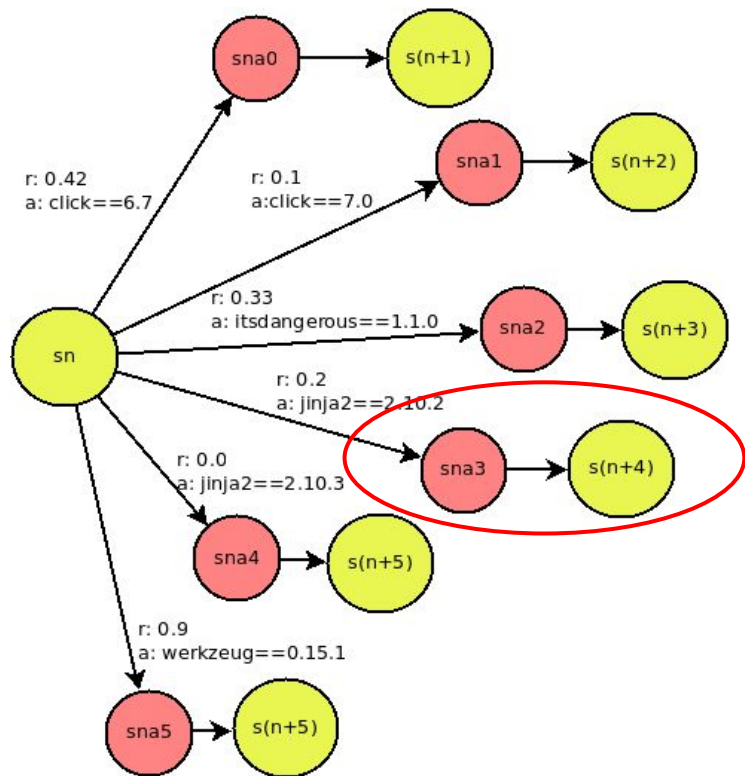 sna0
s(n+1)
sna1
s(n+2)
r: 0.42
a: click==6.7
r: 0.1
a:click==7.0
r: 0.33
a: itsdangerous==1.1.0
sna2
s(n+3)
sn
r: 0.2
a: jinja2==2.10.2
sna3
s(n+4)
r: 0.0
a: jinja2==2.10.3
sna4
s(n+5)
r: 0.9
a: werkzeug==0.15.1
sna5
s(n+5)